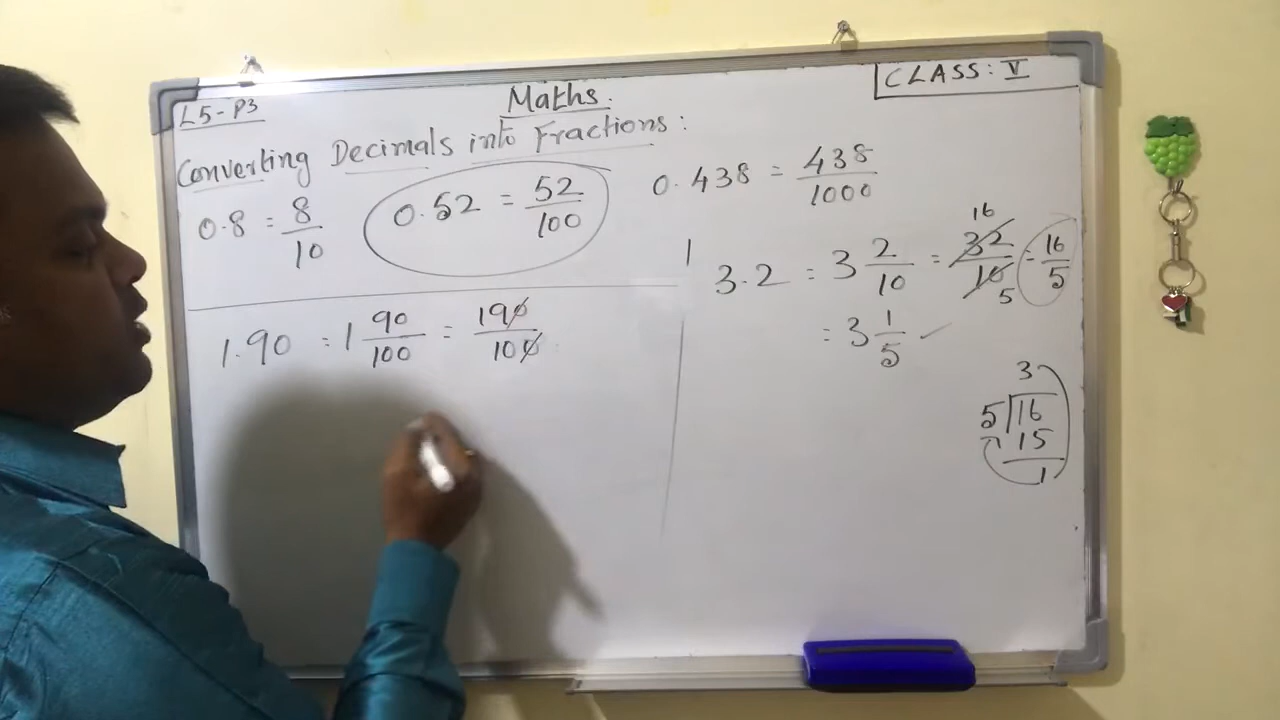 L5-P3
Maths.
CLASS: V
Converting Decimals into Fractions:
0.8 = 8/10
0.52 = 52/100
0.438 = 438/1000
3.2 = 3 2/10 = 32/10 = 16/5
16
5
= 3 1/5 ✓
1.90 = 1 90/100 = 190/100
3
5 16
15
1